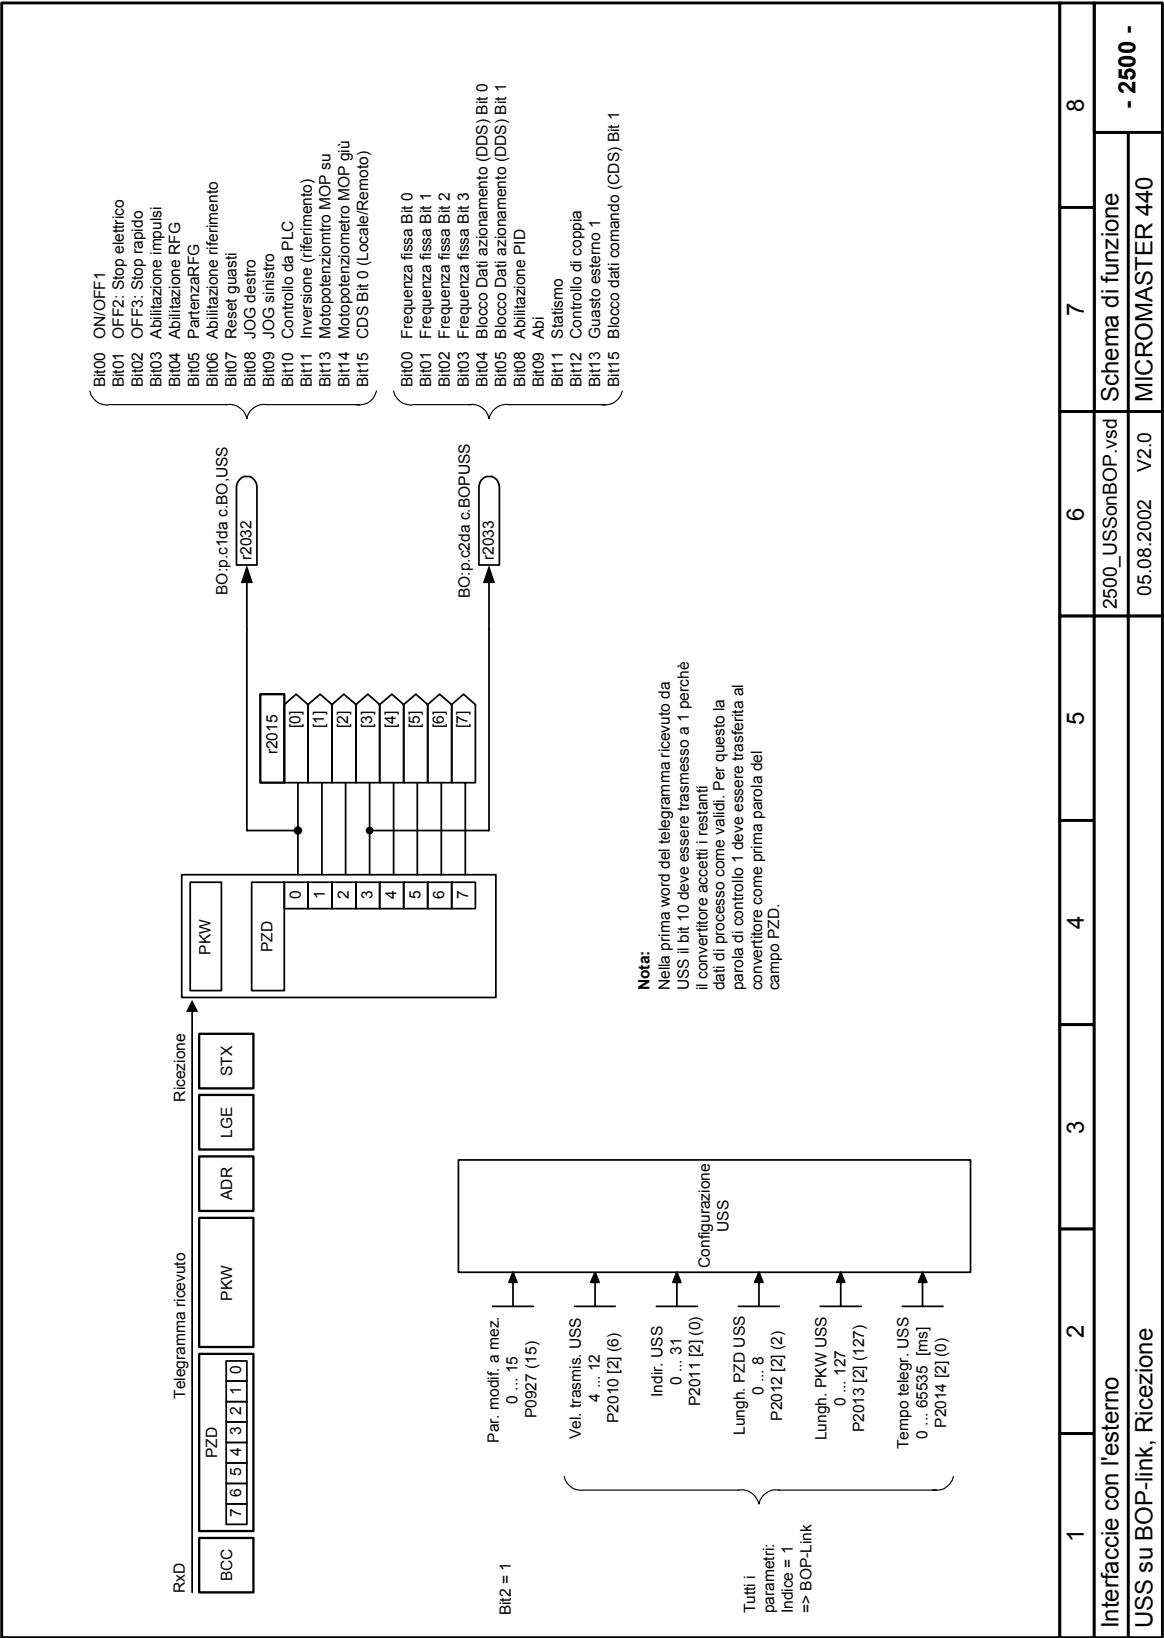 RxD
Telegramma ricevuto
Ricezione
BCC
PZD
7 6 5 4 3 2 1 0
PKW
ADR
LGE
STX
PKW
PZD
0
1
2
3
4
5
6
7
r2015
[0]
[1]
[2]
[3]
[4]
[5]
[6]
[7]
BO:p.c1da c.BO,USS
r2032
BO:p.c2da c.BOPUSS
r2033
Bit00 ON/OFF1
Bit01 OFF2: Stop elettrico
Bit02 OFF3: Stop rapido
Bit03 Abilitazione impulsi
Bit04 Abilitazione RFG
Bit05 PartenzaRFG
Bit06 Abilitazione riferimento
Bit07 Reset guasti
Bit08 JOG destro
Bit09 JOG sinistro
Bit10 Controllo da PLC
Bit11 Inversione (riferimento)
Bit13 Motopotenziomtro MOP su
Bit14 Motopotenziometro MOP giù
Bit15 CDS Bit 0 (Locale/Remoto)
Bit00 Frequenza fissa Bit 0
Bit01 Frequenza fissa Bit 1
Bit02 Frequenza fissa Bit 2
Bit03 Frequenza fissa Bit 3
Bit04 Blocco Dati azionamento (DDS) Bit 0
Bit05 Blocco Dati azionamento (DDS) Bit 1
Bit08 Abilitazione PID
Bit09 Abi
Bit11 Statismo
Bit12 Controllo di coppia
Bit13 Guasto esterno 1
Bit15 Blocco dati comando (CDS) Bit 1
Bit2 = 1
Par. modif. a mez.
0 ... 15
P0927 (15)
Vel. trasmis. USS
4 ... 12
P2010 [2] (6)
Indir. USS
0 ... 31
P2011 [2] (0)
Lungh. PZD USS
0 ... 8
P2012 [2] (2)
Lungh. PKW USS
0 ... 127
P2013 [2] (127)
Tempo telegr. USS
0 ... 65535 [ms]
P2014 [2] (0)
Tutti i
parametri:
Indice = 1
=> BOP-Link
Configurazione
USS
Nota:
Nella prima word del telegramma ricevuto da
USS il bit 10 deve essere trasmesso a 1 perchè
il convertitore accetti i restanti
dati di processo come validi. Per questo la
parola di controllo 1 deve essere trasferita al
convertitore come prima parola del
campo PZD.
1 2 3 4 5 6 7 8
Interfaccie con l'esterno
2500_USSonBOP.vsd
Schema di funzione
- 2500 -
USS su BOP-link, Ricezione
05.08.2002 V2.0
MICROMASTER 440